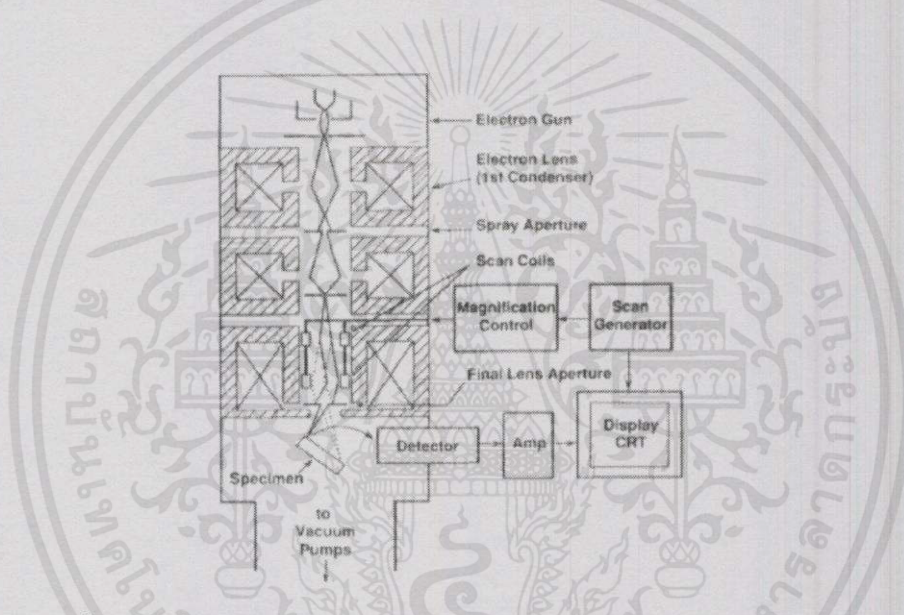 Electron Gun
Electron Lens
(1st Condenser)
Spray Aperture
Scan Coils
Magnification
Control
Scan
Generator
Final Lens Aperture
Detector
Amp
Display
CRT
Specimen
to
Vacuum
Pumps